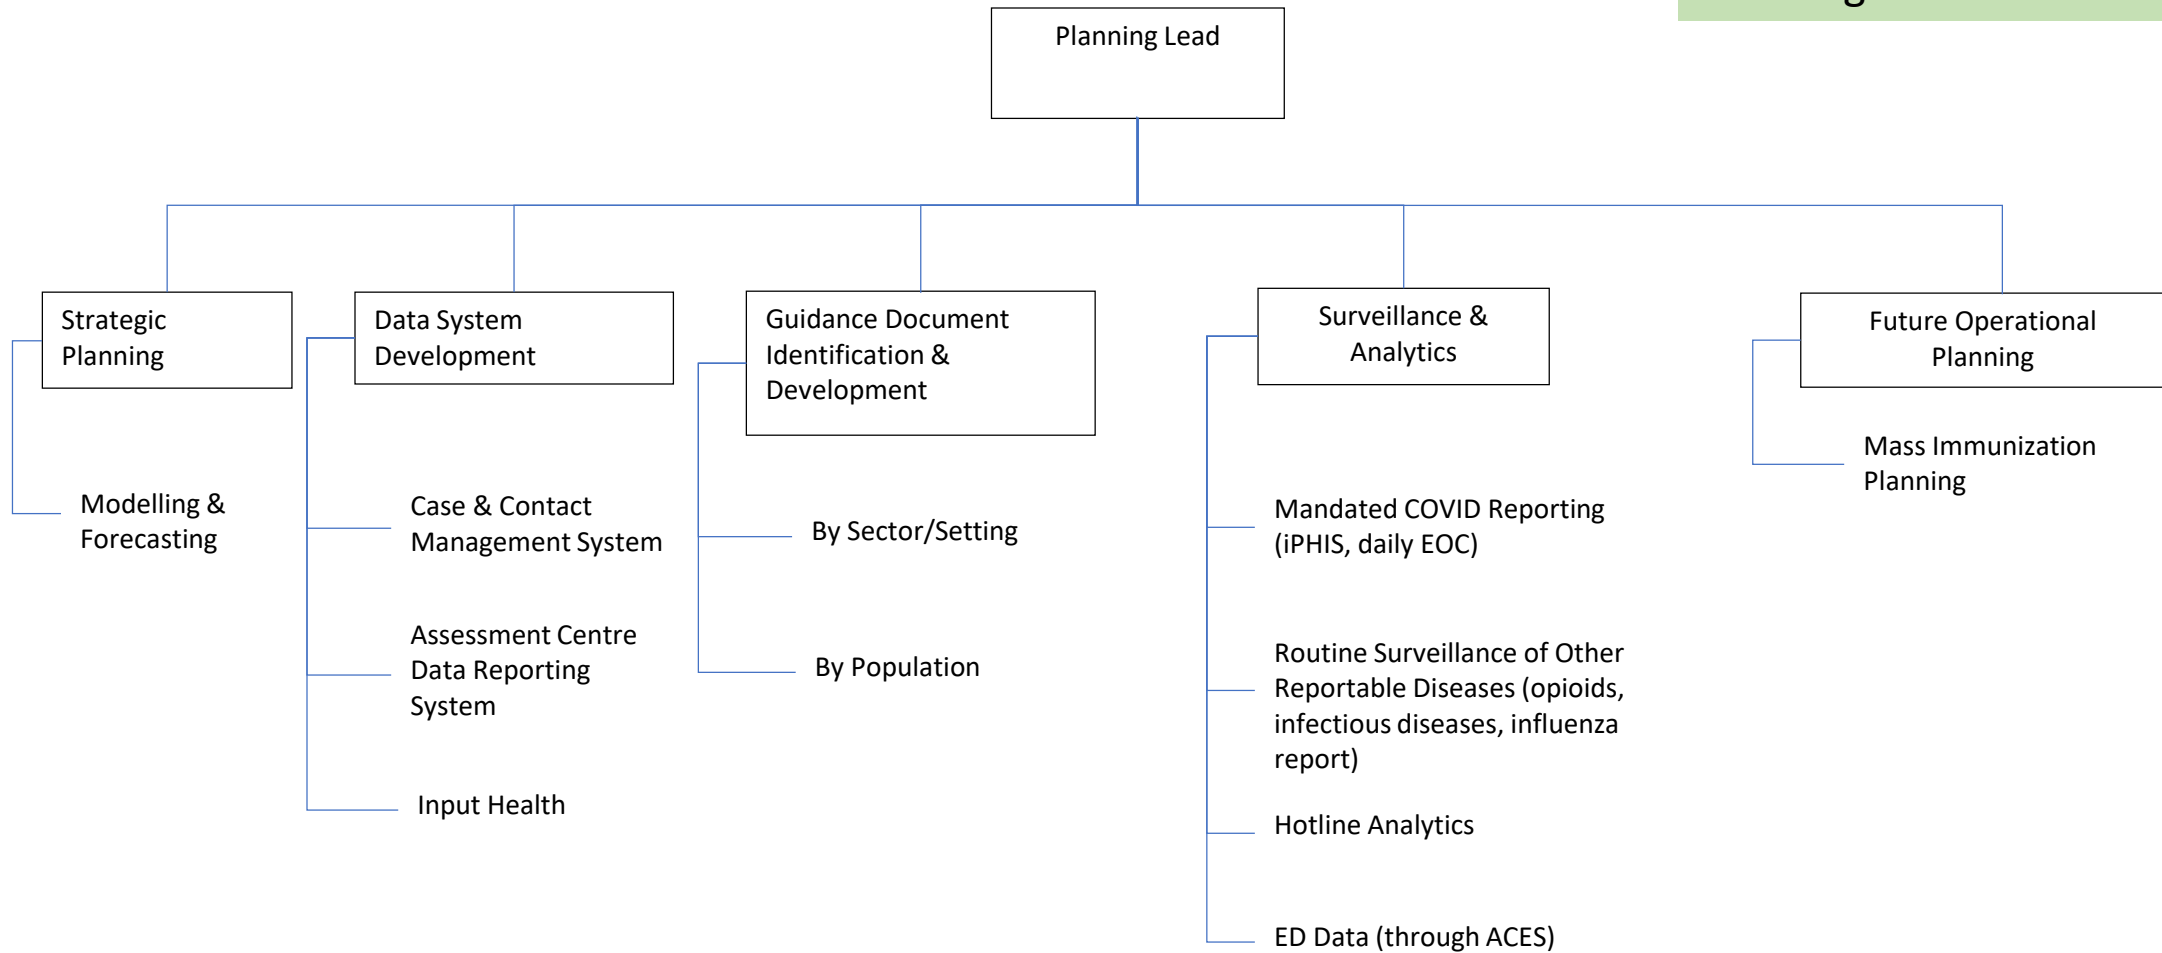 Planning Lead
Strategic
Planning
Modelling &
Forecasting
Data System
Development
Case & Contact
Management System
Assessment Centre
Data Reporting
System
Input Health
Guidance Document
Identification &
Development
By Sector/Setting
By Population
Surveillance &
Analytics
Mandated COVID Reporting
(iPHIS, daily EOC)
Routine Surveillance of Other
Reportable Diseases (opioids,
infectious diseases, influenza
report)
Hotline Analytics
ED Data (through ACES)
Future Operational
Planning
Mass Immunization
Planning